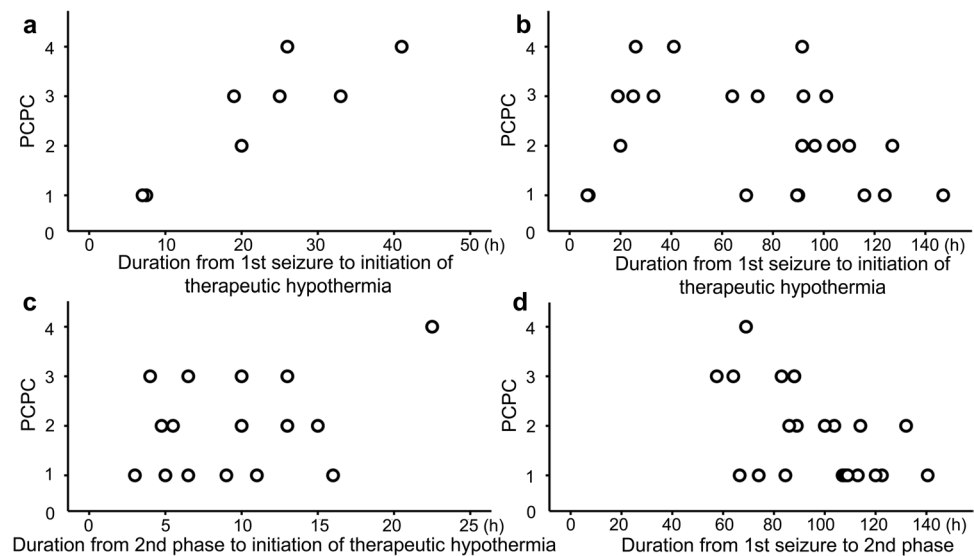 a
PCPC
4
3
2
1
0
0 10 20 30 40 50 (h)
Duration from 1st seizure to initiation of
therapeutic hypothermia
b
PCPC
4
3
2
1
0
0 20 40 60 80 100 120 140 (h)
Duration from 1st seizure to initiation of
therapeutic hypothermia
c
PCPC
4
3
2
1
0
0 5 10 15 20 25 (h)
Duration from 2nd phase to initiation of therapeutic hypothermia
d
PCPC
4
3
2
1
0
0 20 40 60 80 100 120 140 (h)
Duration from 1st seizure to 2nd phase